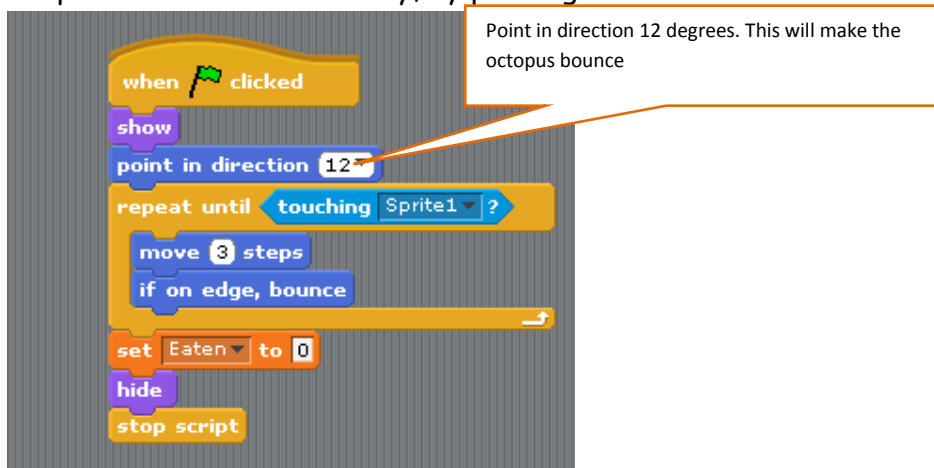 Point in direction 12 degrees. This will make the
octopus bounce
when clicked
show
point in direction 12
repeat until touching Sprite1 ?
move 3 steps
if on edge, bounce
set Eaten to 0
hide
stop script